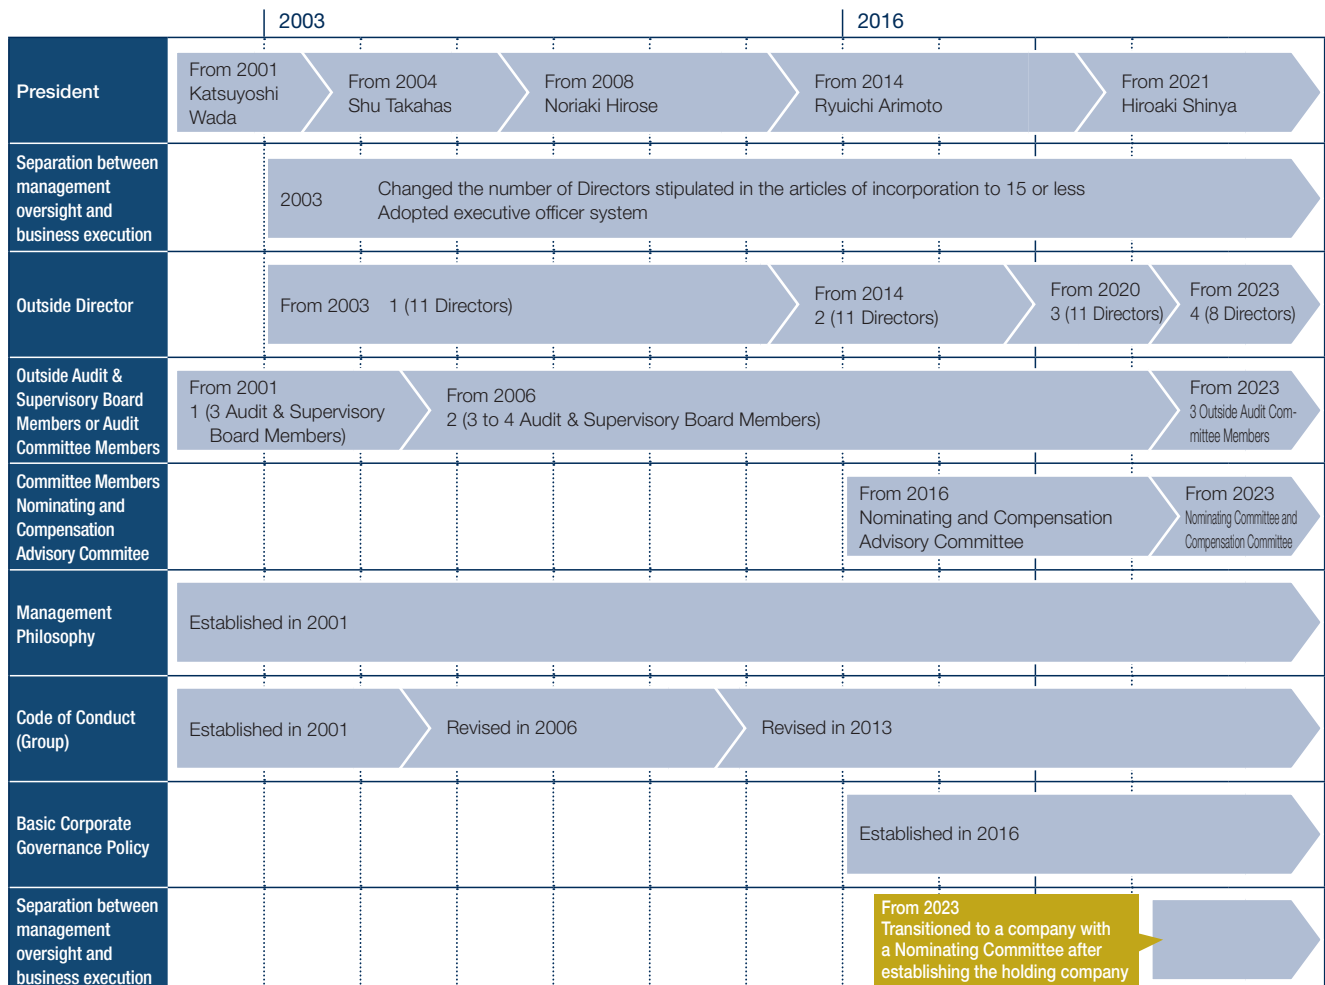 2003
2016
President
From 2001
Katsuyoshi
Wada
From 2004
Shu Takahas
From 2008
Noriaki Hirose
From 2014
Ryuichi Arimoto
From 2021
Hiroaki Shinya
Separation between
management
oversight and
business execution
2003
Changed the number of Directors stipulated in the articles of incorporation to 15 or less
Adopted executive officer system
Outside Director
From 2003 1 (11 Directors)
From 2014
2 (11 Directors)
From 2020
3 (11 Directors)
From 2023
4 (8 Directors)
Outside Audit &
Supervisory Board
Members or Audit
Committee Members
From 2001
1 (3 Audit & Supervisory
Board Members)
From 2006
2 (3 to 4 Audit & Supervisory Board Members)
From 2023
3 Outside Audit Com-
mittee Members
Committee Members
Nominating and
Compensation
Advisory Commitee
From 2016
Nominating and Compensation
Advisory Committee
From 2023
Nominating Committee and
Compensation Committee
Management
Philosophy
Established in 2001
Code of Conduct
(Group)
Established in 2001
Revised in 2006
Revised in 2013
Basic Corporate
Governance Policy
Established in 2016
Separation between
management
oversight and
business execution
From 2023
Transitioned to a company with
a Nominating Committee after
establishing the holding company